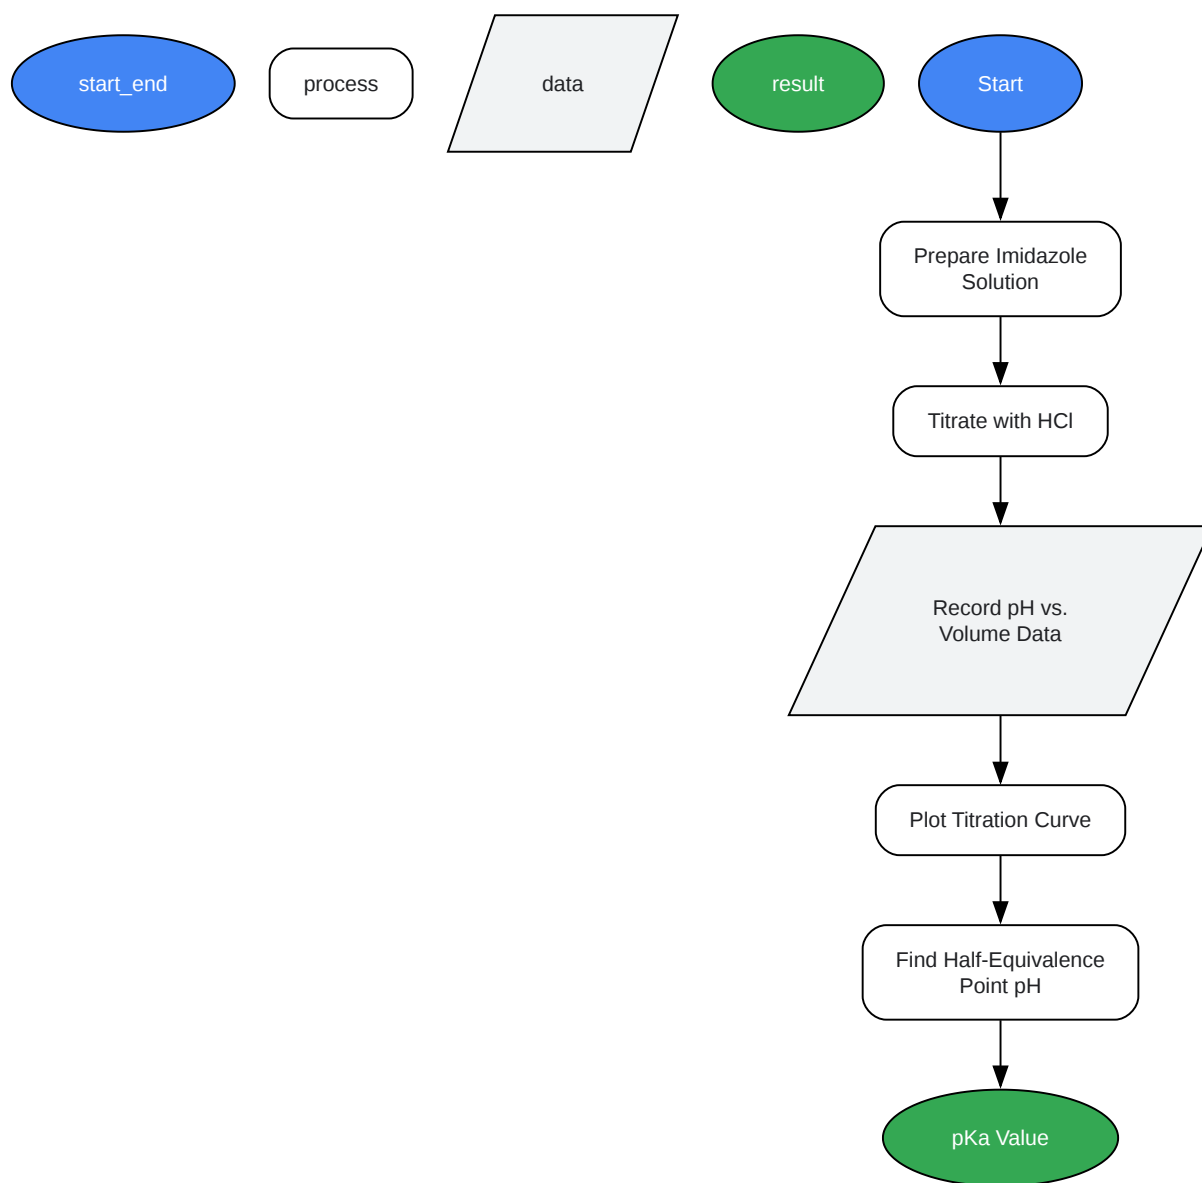 start_end
process
data
result
Start
Prepare Imidazole
Solution
Titrate with HCl
Record pH vs.
Volume Data
Plot Titration Curve
Find Half-Equivalence
Point pH
pKa Value